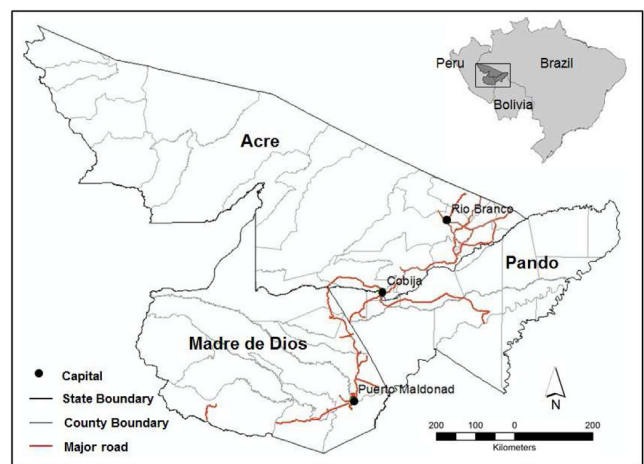 Peru
Brazil
Bolivia
Acre
Rio Branco
Pando
Cobija
Madre de Dios
Puerto Maldonad
Capital
State Boundary
County Boundary
Major road
N
200 100 0 200
Kilometers